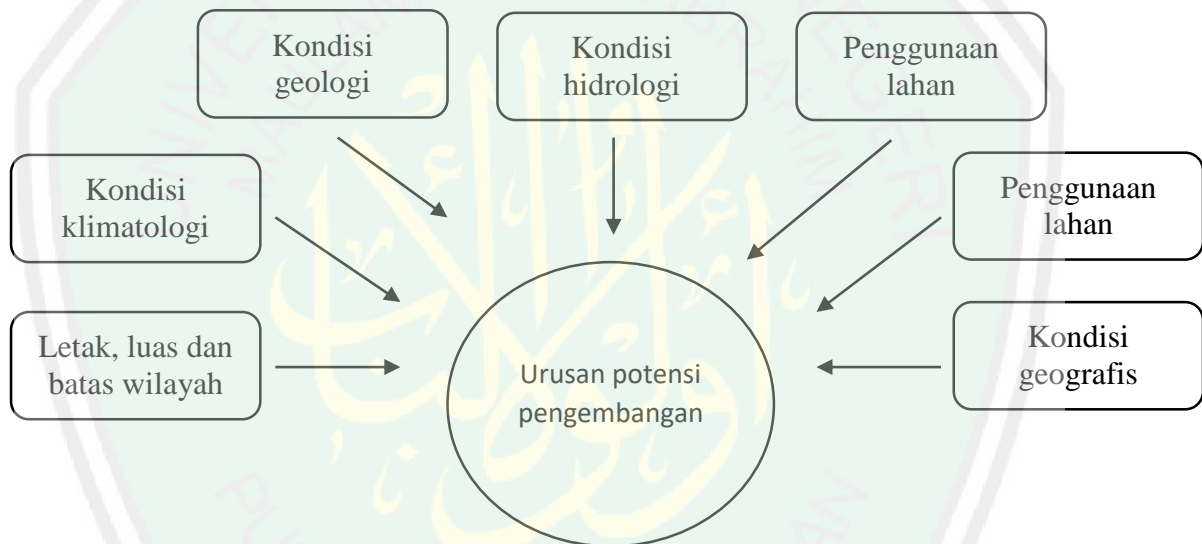 Kondisi
geologi
Kondisi
hidrologi
Penggunaan
lahan
Kondisi
klimatologi
Penggunaan
lahan
Letak, luas dan
batas wilayah
Kondisi
geografis
Urusan potensi
pengembangan